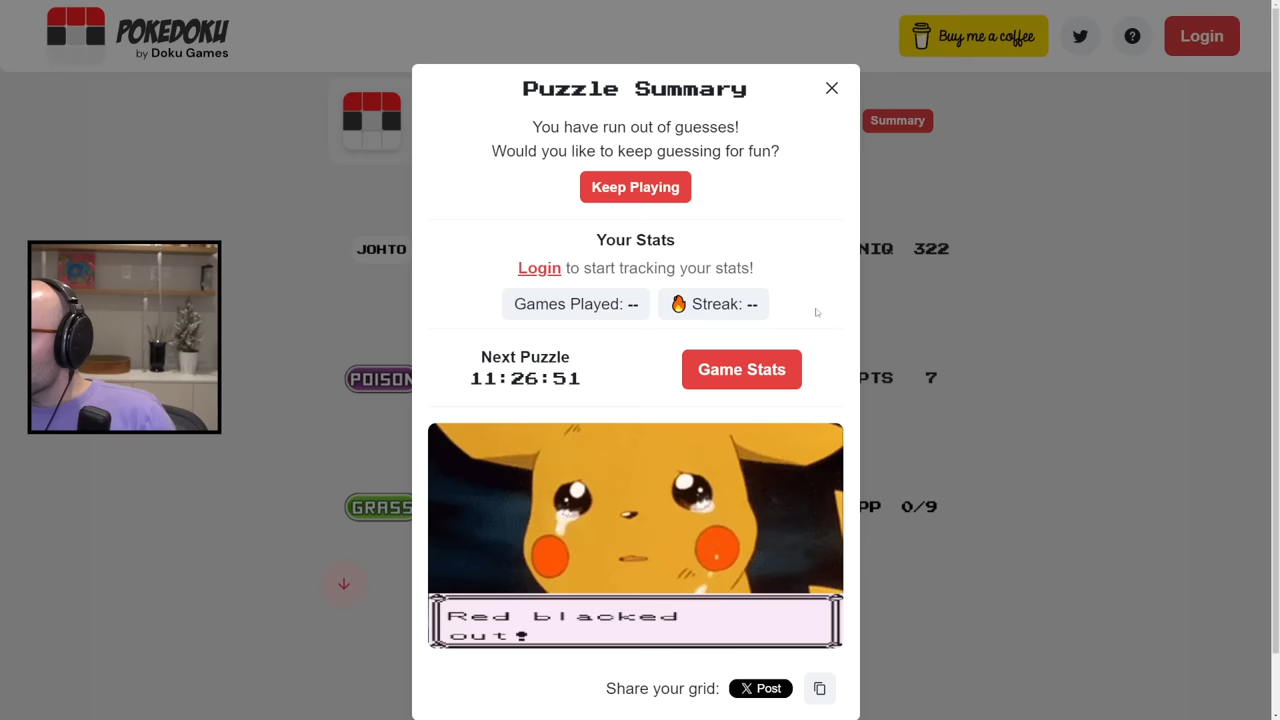 POKEDOKU
by Doku Games
Buy me a coffee
Login
Puzzle Summary
Summary
You have run out of guesses!
Would you like to keep guessing for fun?
Keep Playing
Your Stats
JOHTO
NIQ 322
Login to start tracking your stats!
Games Played: --
Streak: --
Next Puzzle
11:26:51
Game Stats
POISON
PTS 7
GRASS
PP 0/9
Red blacked
out!
Share your grid:
X Post